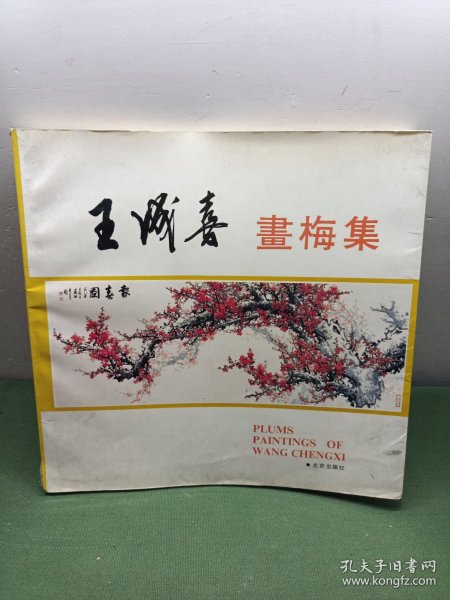 王成喜 畫梅集
報春圖
PLUMS
PAINTINGS OF
WANG CHENGXI
●北京出版社
孔夫子旧书网
www.kongfz.com